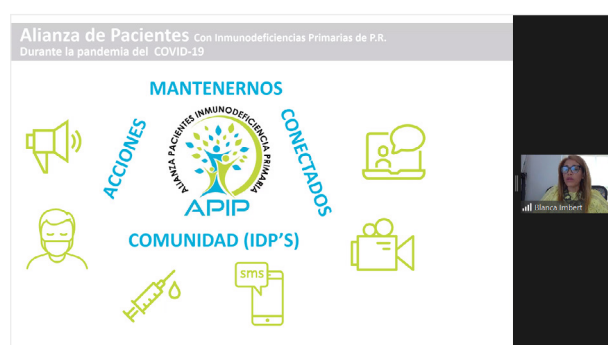 Alianza de Pacientes Con Inmunodeficiencias Primarias de P.R.
Durante la pandemia del COVID-19
MANTENERNOS
ACCIONES
CONECTADOS
ALIANZA PACIENTES INMUNODEFICIENCIA PRIMARIA
APIP
COMUNIDAD (IDP'S)
sms
Blanca Imbert